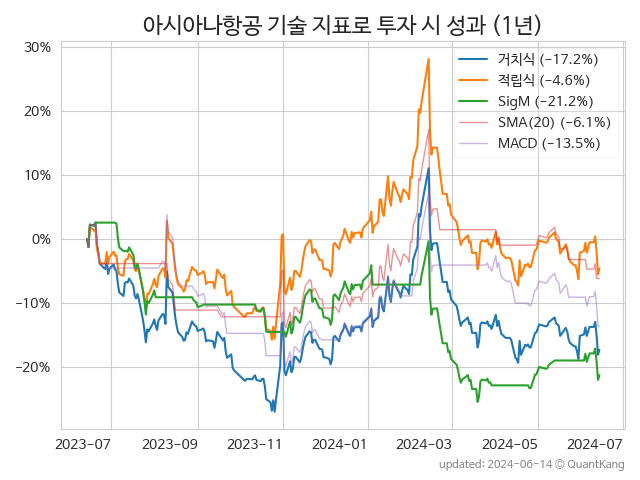 아시아나항공 기술 지표로 투자 시 성과 (1년)
30%
20%
10%
0%
−10%
−20%
거치식 (−17.2%)
적립식 (−4.6%)
SigM (−21.2%)
SMA(20) (−6.1%)
MACD (−13.5%)
2023-07
2023-09
2023-11
2024-01
2024-03
2024-05
2024-07
updated: 2024-06-14 © QuantKang